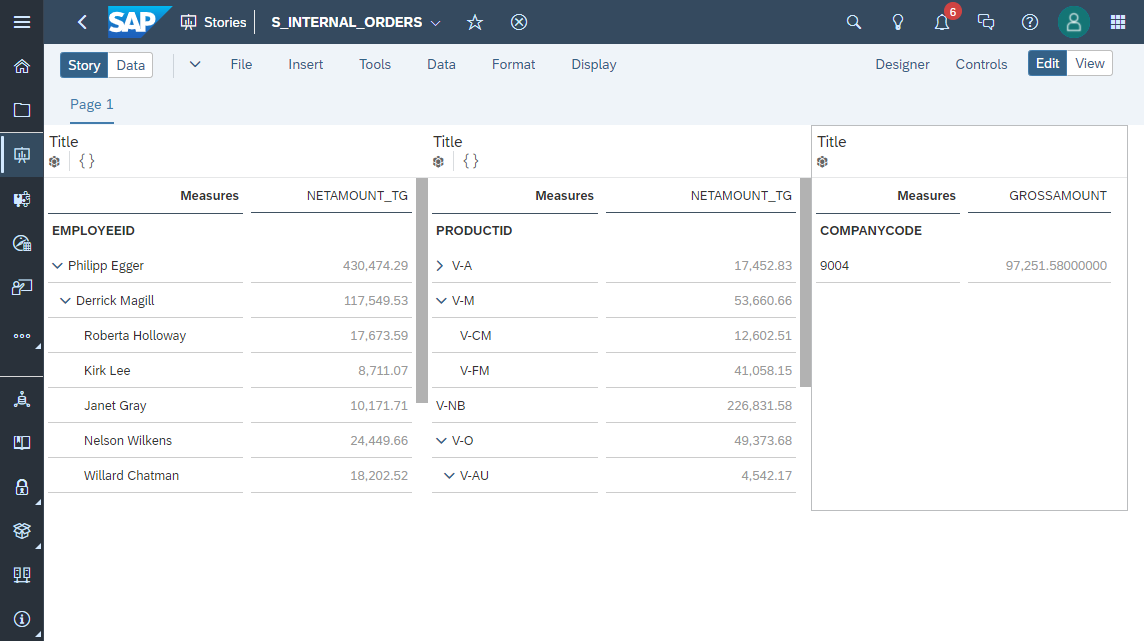 SAP Stories S_INTERNAL_ORDERS 6
Story Data File Insert Tools Data Format Display Designer Controls Edit View
Page 1
Title
{ }
Measures NETAMOUNT_TG
EMPLOYEEID
Philipp Egger 430,474.29
Derrick Magill 117,549.53
Roberta Holloway 17,673.59
Kirk Lee 8,711.07
Janet Gray 10,171.71
Nelson Wilkens 24,449.66
Willard Chatman 18,202.52
Title
{ }
Measures NETAMOUNT_TG
PRODUCTID
V-A 17,452.83
V-M 53,660.66
V-CM 12,602.51
V-FM 41,058.15
V-NB 226,831.58
V-O 49,373.68
V-AU 4,542.17
Title
Measures GROSSAMOUNT
COMPANYCODE
9004 97,251.58000000